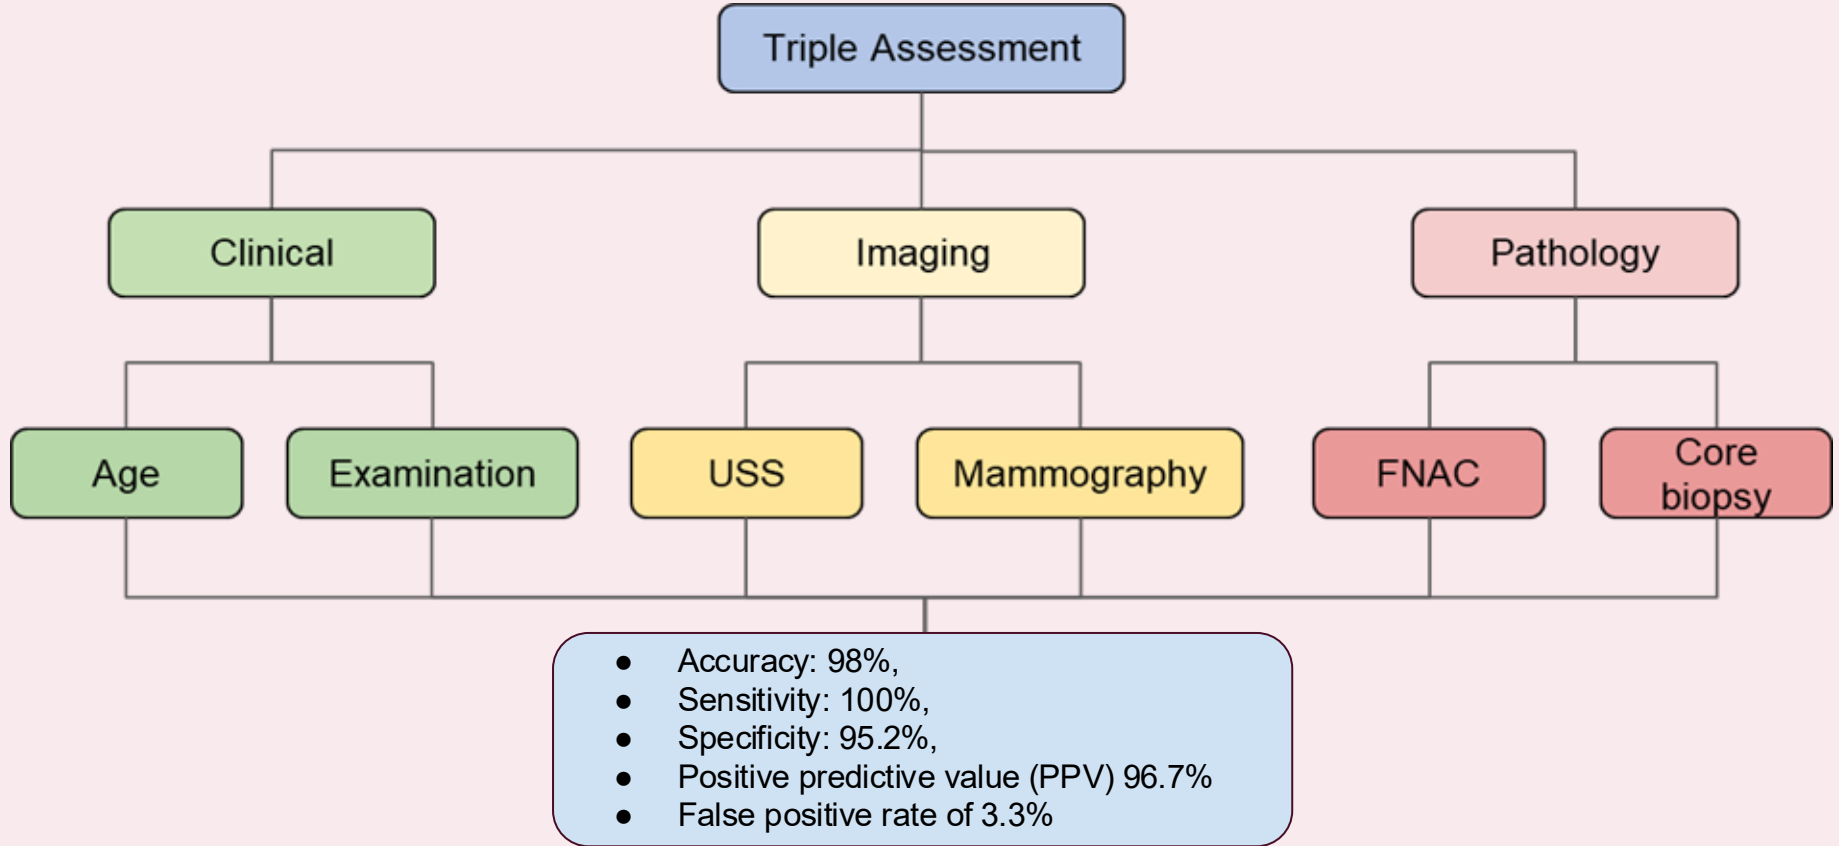 Triple Assessment
Clinical
Imaging
Pathology
Age
Examination
USS
Mammography
FNAC
Core
biopsy
● Accuracy: 98%,
● Sensitivity: 100%,
● Specificity: 95.2%,
● Positive predictive value (PPV) 96.7%
● False positive rate of 3.3%